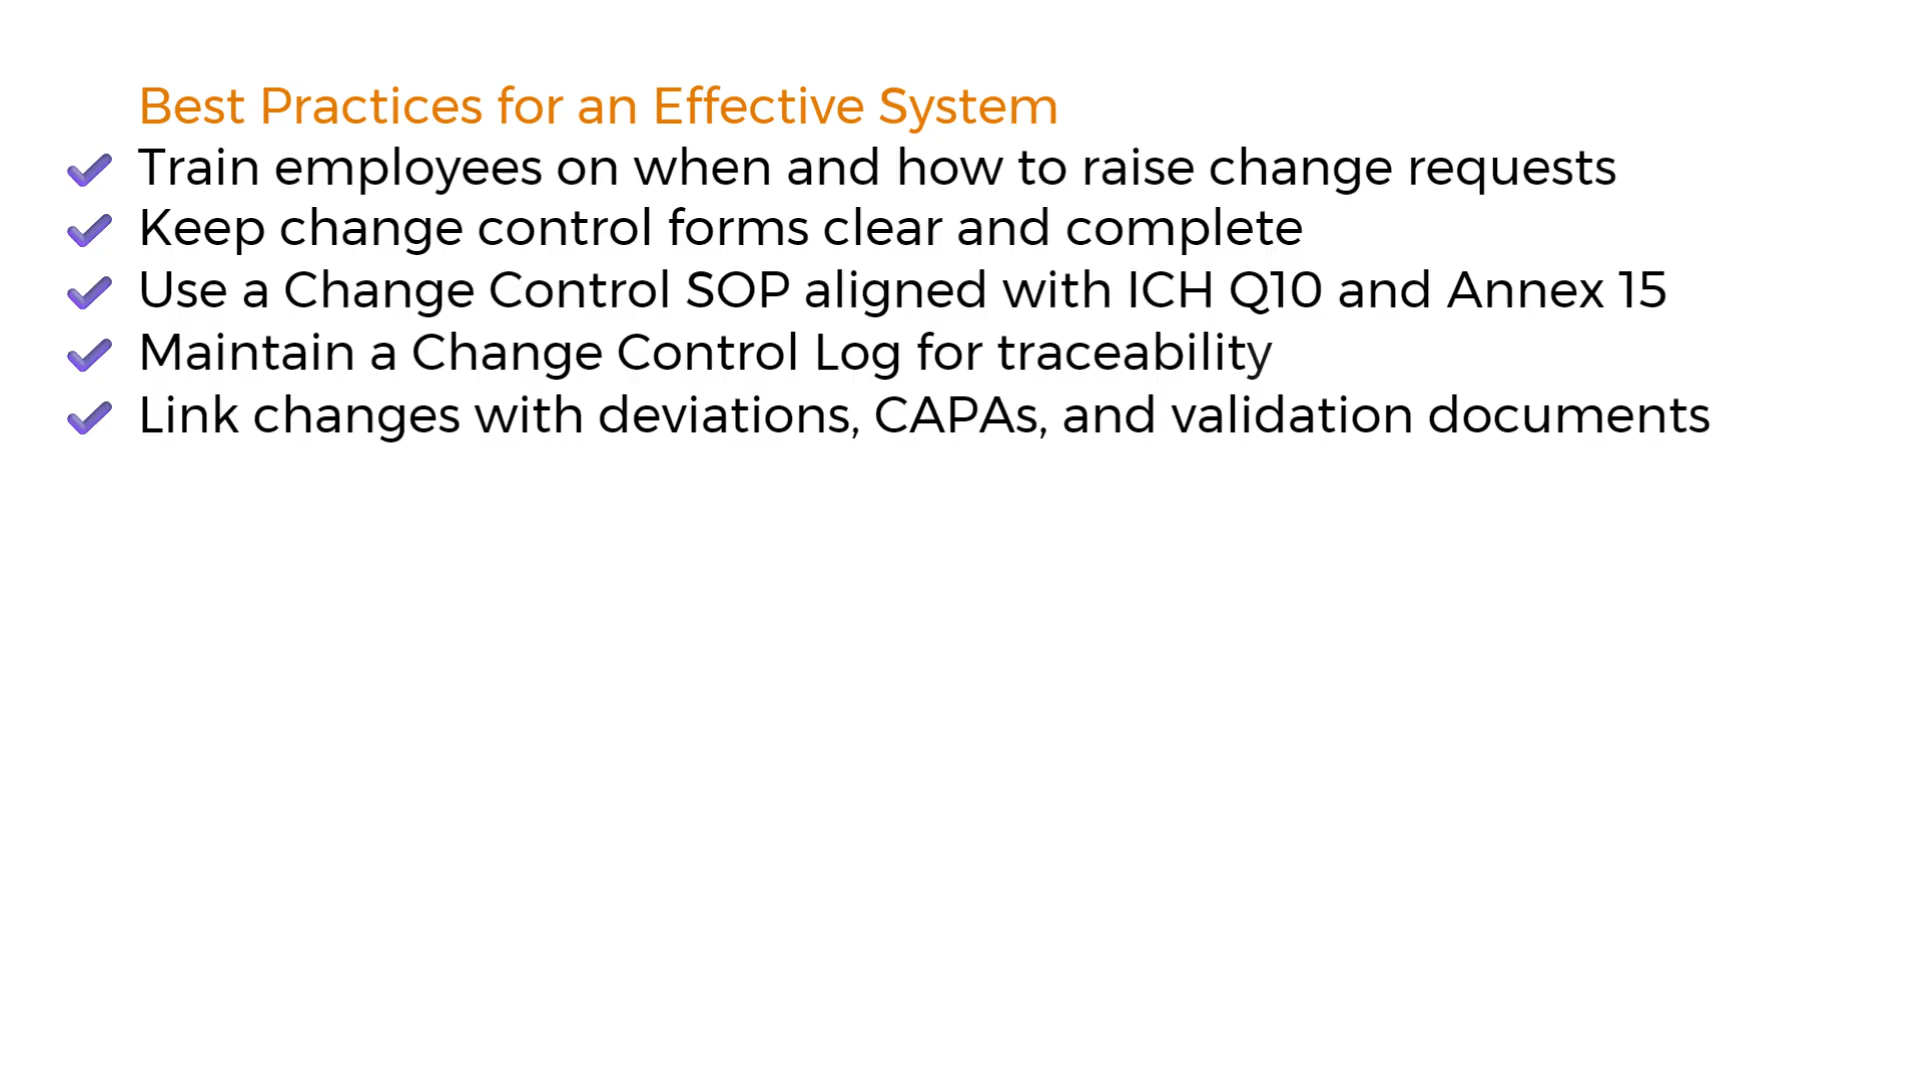 Best Practices for an Effective System
Train employees on when and how to raise change requests
Keep change control forms clear and complete
Use a Change Control SOP aligned with ICH Q10 and Annex 15
Maintain a Change Control Log for traceability
Link changes with deviations, CAPAs, and validation documents